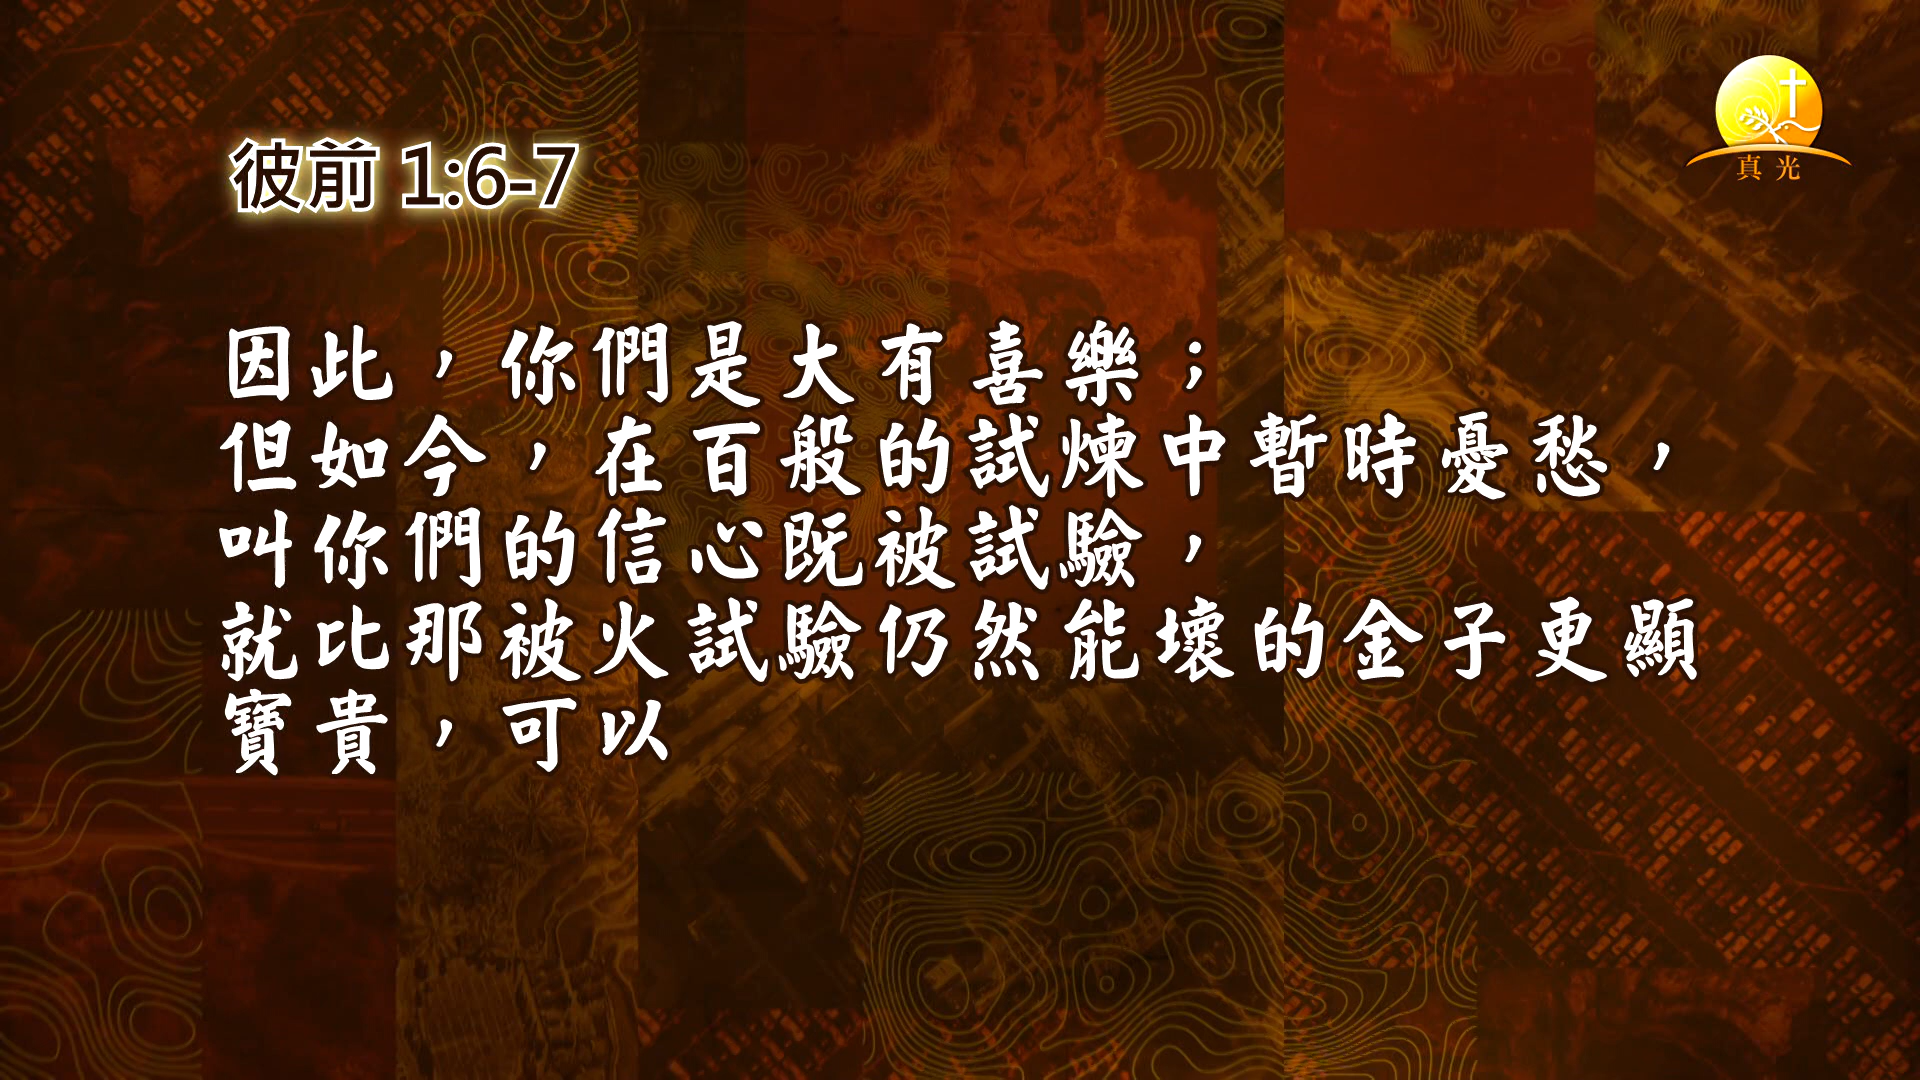 彼前 1:6-7
真光
因此，你們是大有喜樂；
但如今，在百般的試煉中暫時憂愁，
叫你們的信心既被試驗，
就比那被火試驗仍然能壞的金子更顯
寶貴，可以